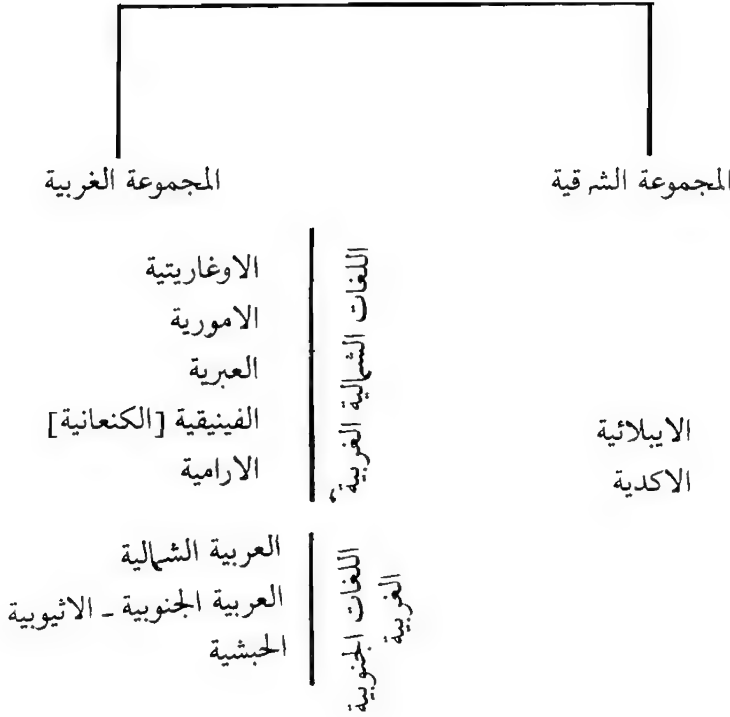 المجموعة الشرقية
الايبلائية
الاكدية
المجموعة الغربية
اللغات الشمالية الغربية
الاوغاريتية
الامورية
العبرية
الفينيقية [الكنعانية]
الارامية
اللغات الجنوبية
الغربية
العربية الشمالية
العربية الجنوبية - الاثيوبية
الحبشية